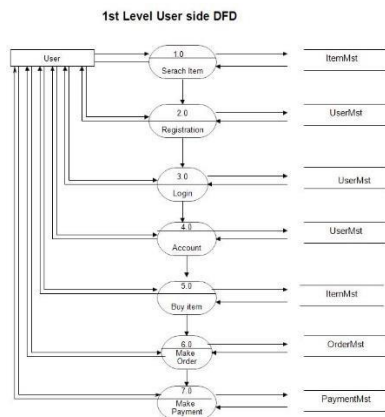 1st Level User side DFD
User
1.0
Serach Item
ItemMst
2.0
Registration
UserMst
3.0
Login
UserMst
4.0
Account
UserMst
5.0
Buy item
ItemMst
6.0
Make
Order
OrderMst
7.0
Make
Payment
PaymentMst